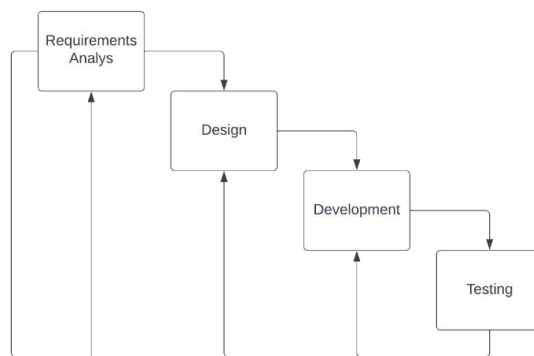 Requirements
Analys
Design
Development
Testing